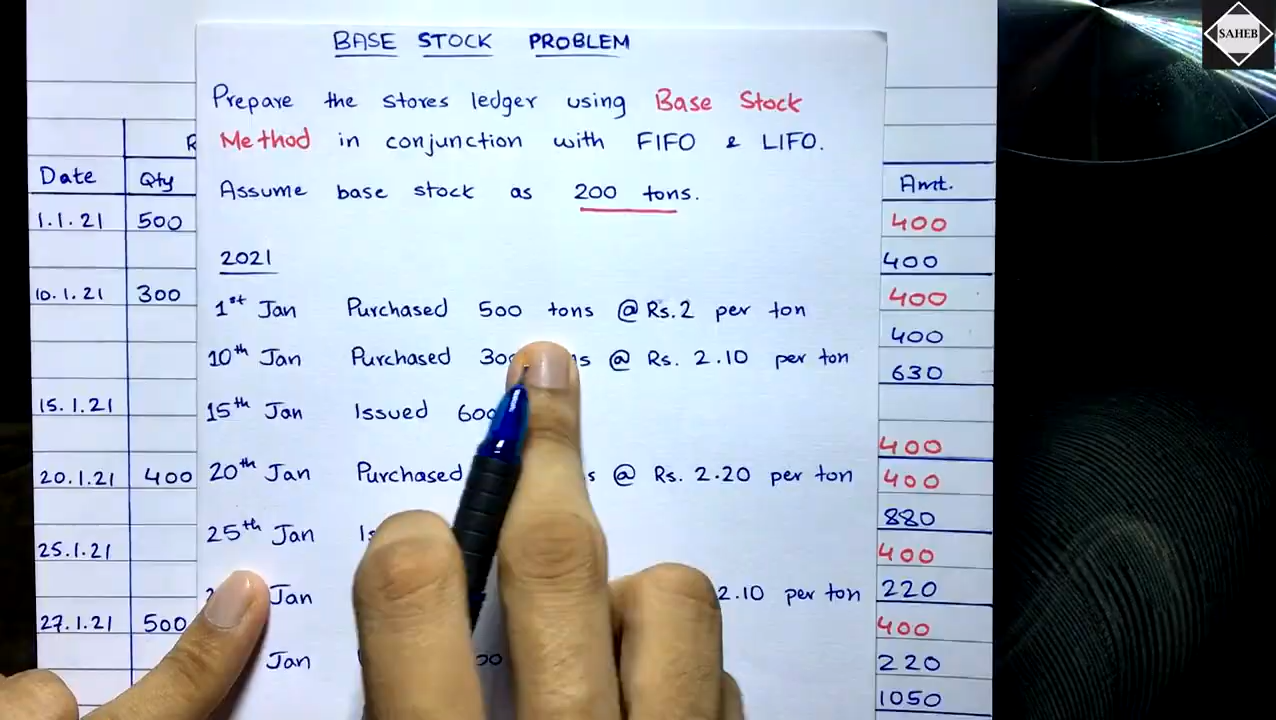 SAHEB
BASE STOCK PROBLEM
Prepare the stores ledger using Base Stock
Method in conjunction with FIFO & LIFO.
Assume base stock as 200 tons.
2021
1st Jan Purchased 500 tons @ Rs.2 per ton
10th Jan Purchased @ Rs. 2.10 per ton
15th Jan Issued
20th Jan Purchased @ Rs. 2.20 per ton
25th Jan
Jan 2.10 per ton
Jan
Date Qty
1.1.21 500
10.1.21 300
15.1.21
20.1.21 400
25.1.21
27.1.21 500
Amt.
400
400
400
400
630
400
400
880
400
220
400
220
1050